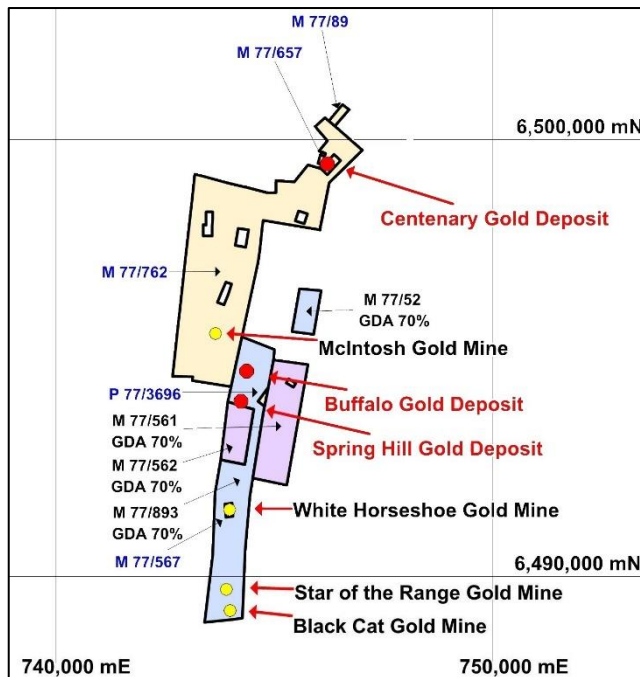 M 77/89
M 77/657
6,500,000 mN
Centenary Gold Deposit
M 77/762
M 77/52
GDA 70%
McIntosh Gold Mine
P 77/3696
Buffalo Gold Deposit
M 77/561
GDA 70%
Spring Hill Gold Deposit
M 77/562
GDA 70%
White Horseshoe Gold Mine
M 77/893
GDA 70%
M 77/567
6,490,000 mN
Star of the Range Gold Mine
Black Cat Gold Mine
740,000 mE
750,000 mE